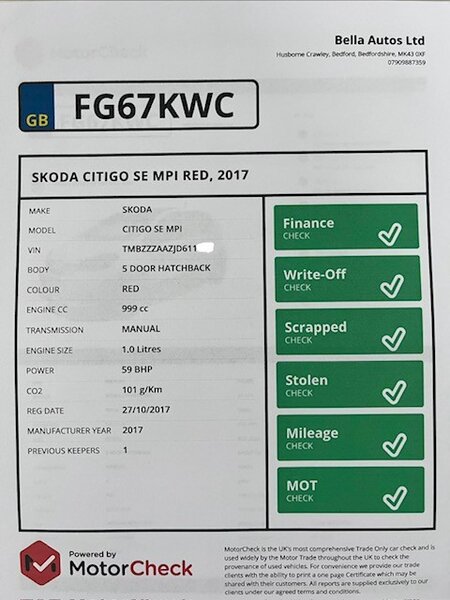 Bella Autos Ltd
Husborne Crawley, Bedford, Bedfordshire, MK43 0XF
07909887359
GB
FG67KWC
SKODA CITIGO SE MPI RED, 2017
MAKE SKODA
MODEL CITIGO SE MPI
VIN TMBZZZAAZJD611
BODY 5 DOOR HATCHBACK
COLOUR RED
ENGINE CC 999 cc
TRANSMISSION MANUAL
ENGINE SIZE 1.0 Litres
POWER 59 BHP
CO2 101 g/Km
REG DATE 27/10/2017
MANUFACTURER YEAR 2017
PREVIOUS KEEPERS 1
Finance
CHECK
Write-Off
CHECK
Scrapped
CHECK
Stolen
CHECK
Mileage
CHECK
MOT
CHECK
Powered by
MotorCheck
MotorCheck is the UK's most comprehensive Trade Only car check and is
used widely by the Motor Trade throughout the UK to check the
provenance of used vehicles. For convenience we provide our trade
clients with the ability to print a one page Certificate which may be
shared with their customers. All reports are supplied exclusively to our
clients under our agreed terms and conditions.